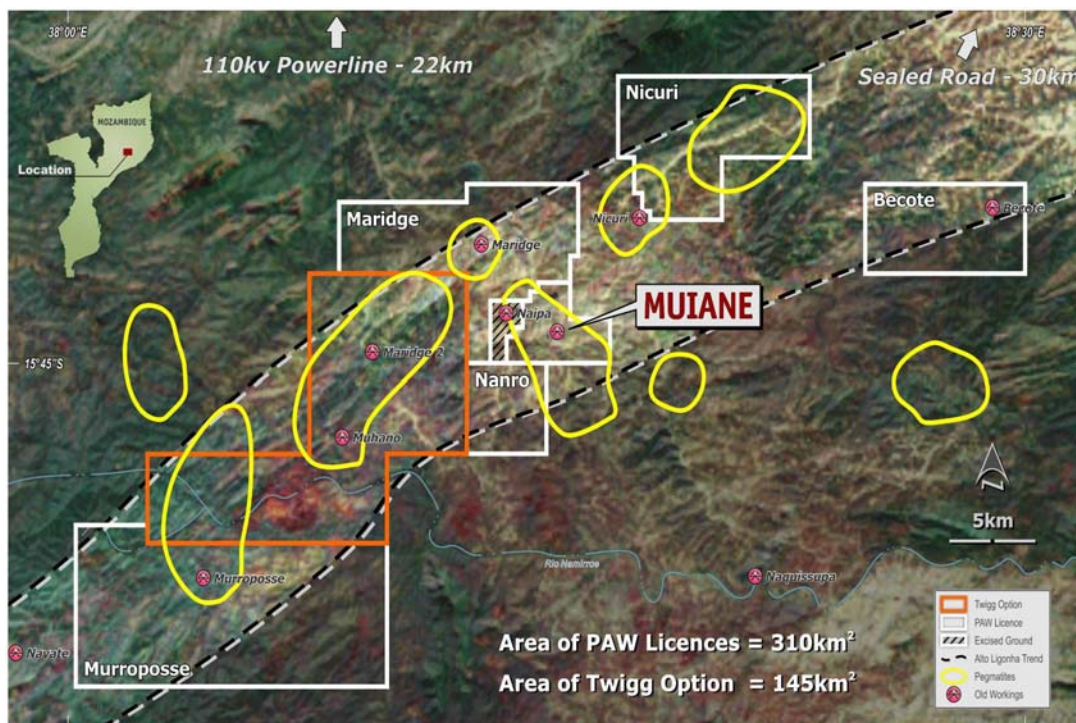 38°00'E
38°30'E
110kv Powerline - 22km
Sealed Road - 30km
MOZAMBIQUE
Location
Nicuri
Nicuri
Becote
Becote
Maridge
Maridge
Naipa
MUIANE
Maridge 2
15°45'S
Nanro
Muhano
N
5km
Rio Namirroe
Murroposse
Naquissupa
Navate
Murroposse
Area of PAW Licences = 310km²
Area of Twigg Option = 145km²
Twigg Option
PAW Licence
Excised Ground
Alto Ligonha Trend
Pegmatites
Old Workings